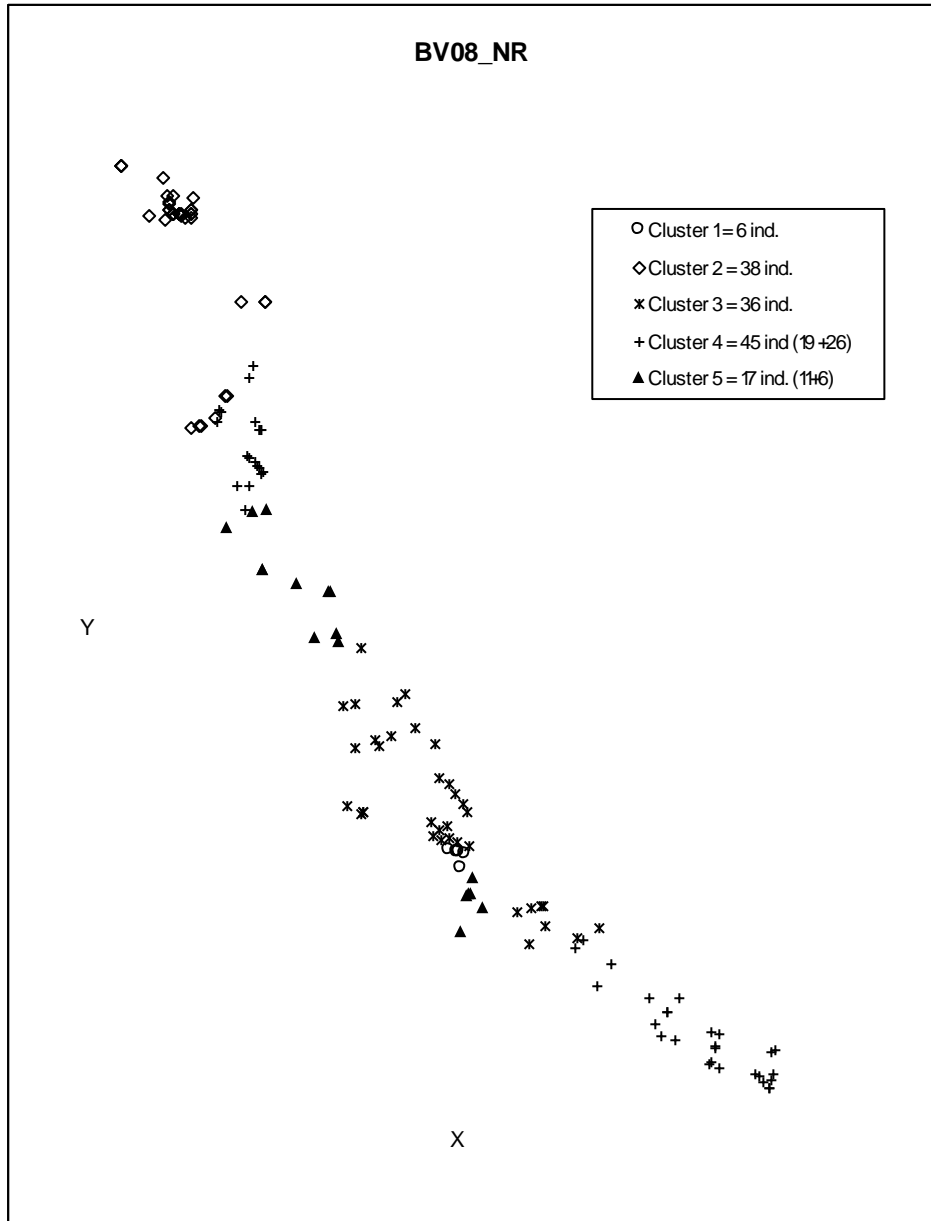 BV08_NR
Cluster 1 = 6 ind.
Cluster 2 = 38 ind.
Cluster 3 = 36 ind.
Cluster 4 = 45 ind (19 +26)
Cluster 5 = 17 ind. (11+6)
Y
X